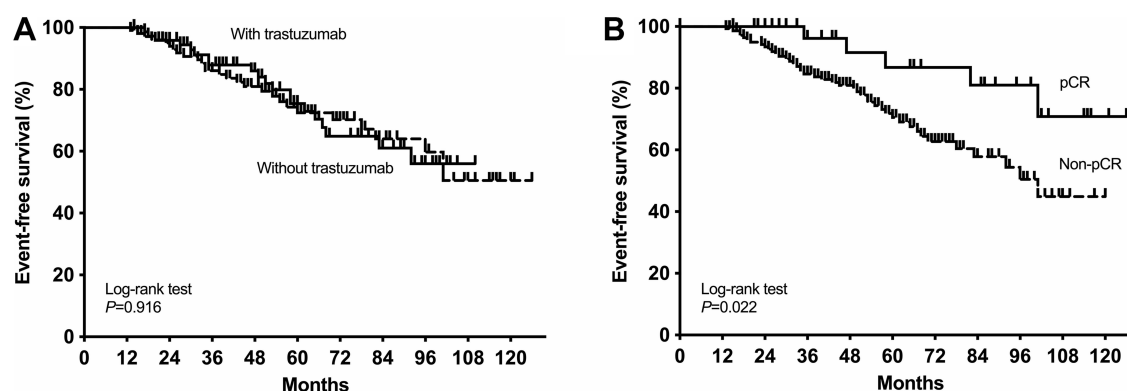 A
Event-free survival (%)
100
80
60
40
20
0
With trastuzumab
Without trastuzumab
Log-rank test
P=0.916
0 12 24 36 48 60 72 84 96 108 120
Months
B
Event-free survival (%)
100
80
60
40
20
0
pCR
Non-pCR
Log-rank test
P=0.022
0 12 24 36 48 60 72 84 96 108 120
Months